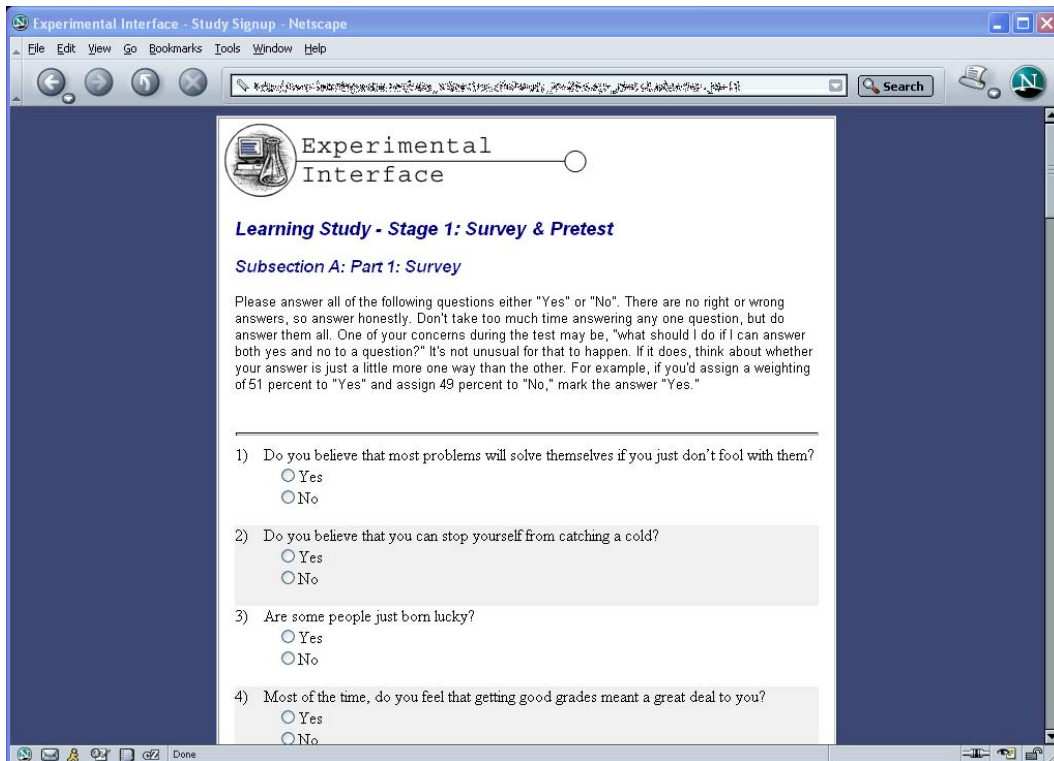 Experimental Interface - Study Signup - Netscape
File Edit View Go Bookmarks Tools Window Help
Search
N
Experimental
Interface
Learning Study - Stage 1: Survey & Pretest
Subsection A: Part 1: Survey
Please answer all of the following questions either "Yes" or "No". There are no right or wrong
answers, so answer honestly. Don't take too much time answering any one question, but do
answer them all. One of your concerns during the test may be, "what should I do if I can answer
both yes and no to a question?" It's not unusual for that to happen. If it does, think about whether
your answer is just a little more one way than the other. For example, if you'd assign a weighting
of 51 percent to "Yes" and assign 49 percent to "No," mark the answer "Yes."
1) Do you believe that most problems will solve themselves if you just don't fool with them?
Yes
No
2) Do you believe that you can stop yourself from catching a cold?
Yes
No
3) Are some people just born lucky?
Yes
No
4) Most of the time, do you feel that getting good grades meant a great deal to you?
Yes
No
Done